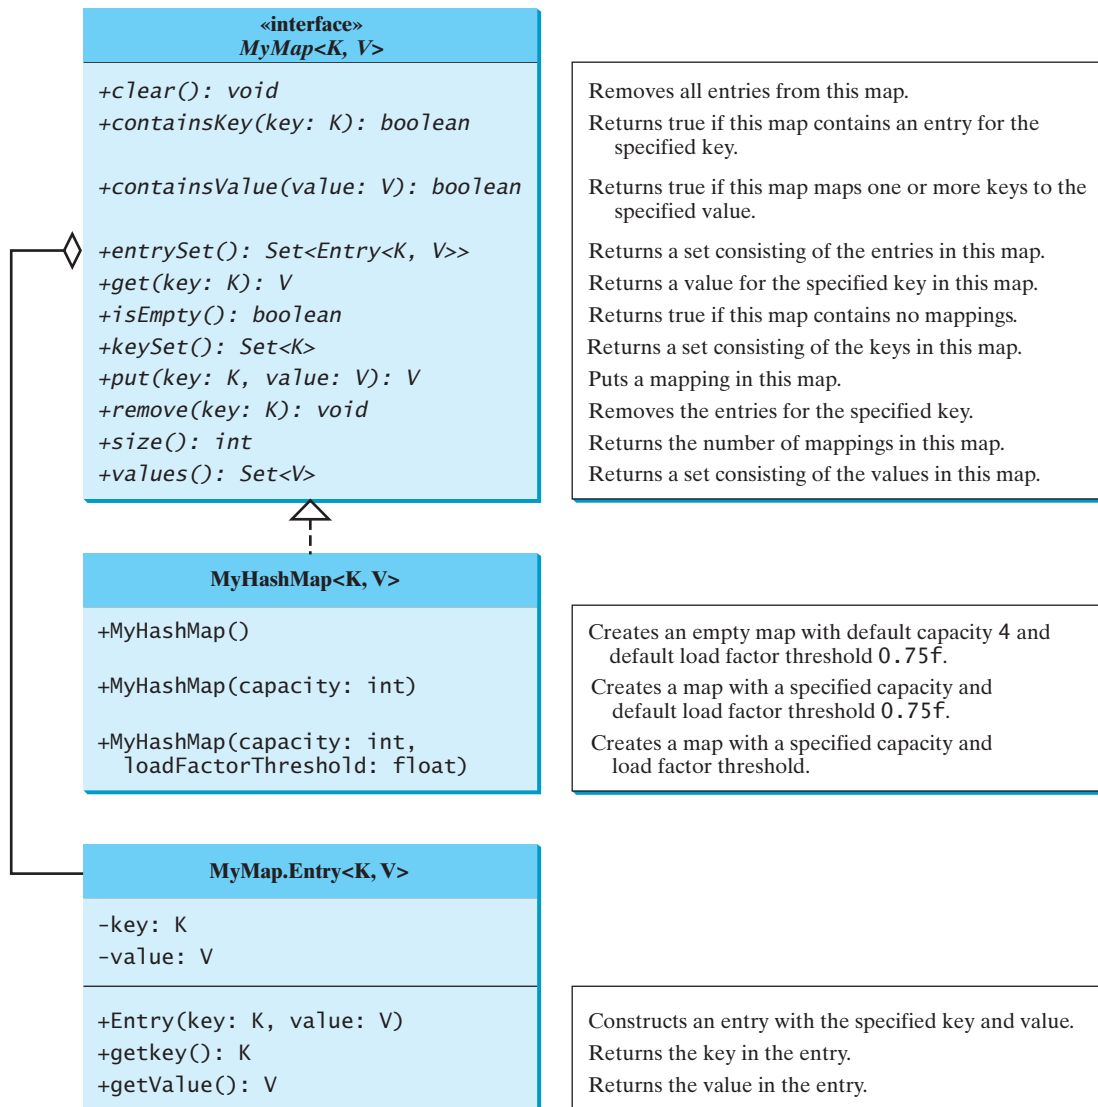 «interface»
MyMap<K, V>
+clear(): void
+containsKey(key: K): boolean
+containsValue(value: V): boolean
+entrySet(): Set<Entry<K, V>>
+get(key: K): V
+isEmpty(): boolean
+keySet(): Set<K>
+put(key: K, value: V): V
+remove(key: K): void
+size(): int
+values(): Set<V>
Removes all entries from this map.
Returns true if this map contains an entry for the
specified key.
Returns true if this map maps one or more keys to the
specified value.
Returns a set consisting of the entries in this map.
Returns a value for the specified key in this map.
Returns true if this map contains no mappings.
Returns a set consisting of the keys in this map.
Puts a mapping in this map.
Removes the entries for the specified key.
Returns the number of mappings in this map.
Returns a set consisting of the values in this map.
MyHashMap<K, V>
+MyHashMap()
+MyHashMap(capacity: int)
+MyHashMap(capacity: int,
loadFactorThreshold: float)
Creates an empty map with default capacity 4 and
default load factor threshold 0.75f.
Creates a map with a specified capacity and
default load factor threshold 0.75f.
Creates a map with a specified capacity and
load factor threshold.
MyMap.Entry<K, V>
-key: K
-value: V
+Entry(key: K, value: V)
+getkey(): K
+getValue(): V
Constructs an entry with the specified key and value.
Returns the key in the entry.
Returns the value in the entry.